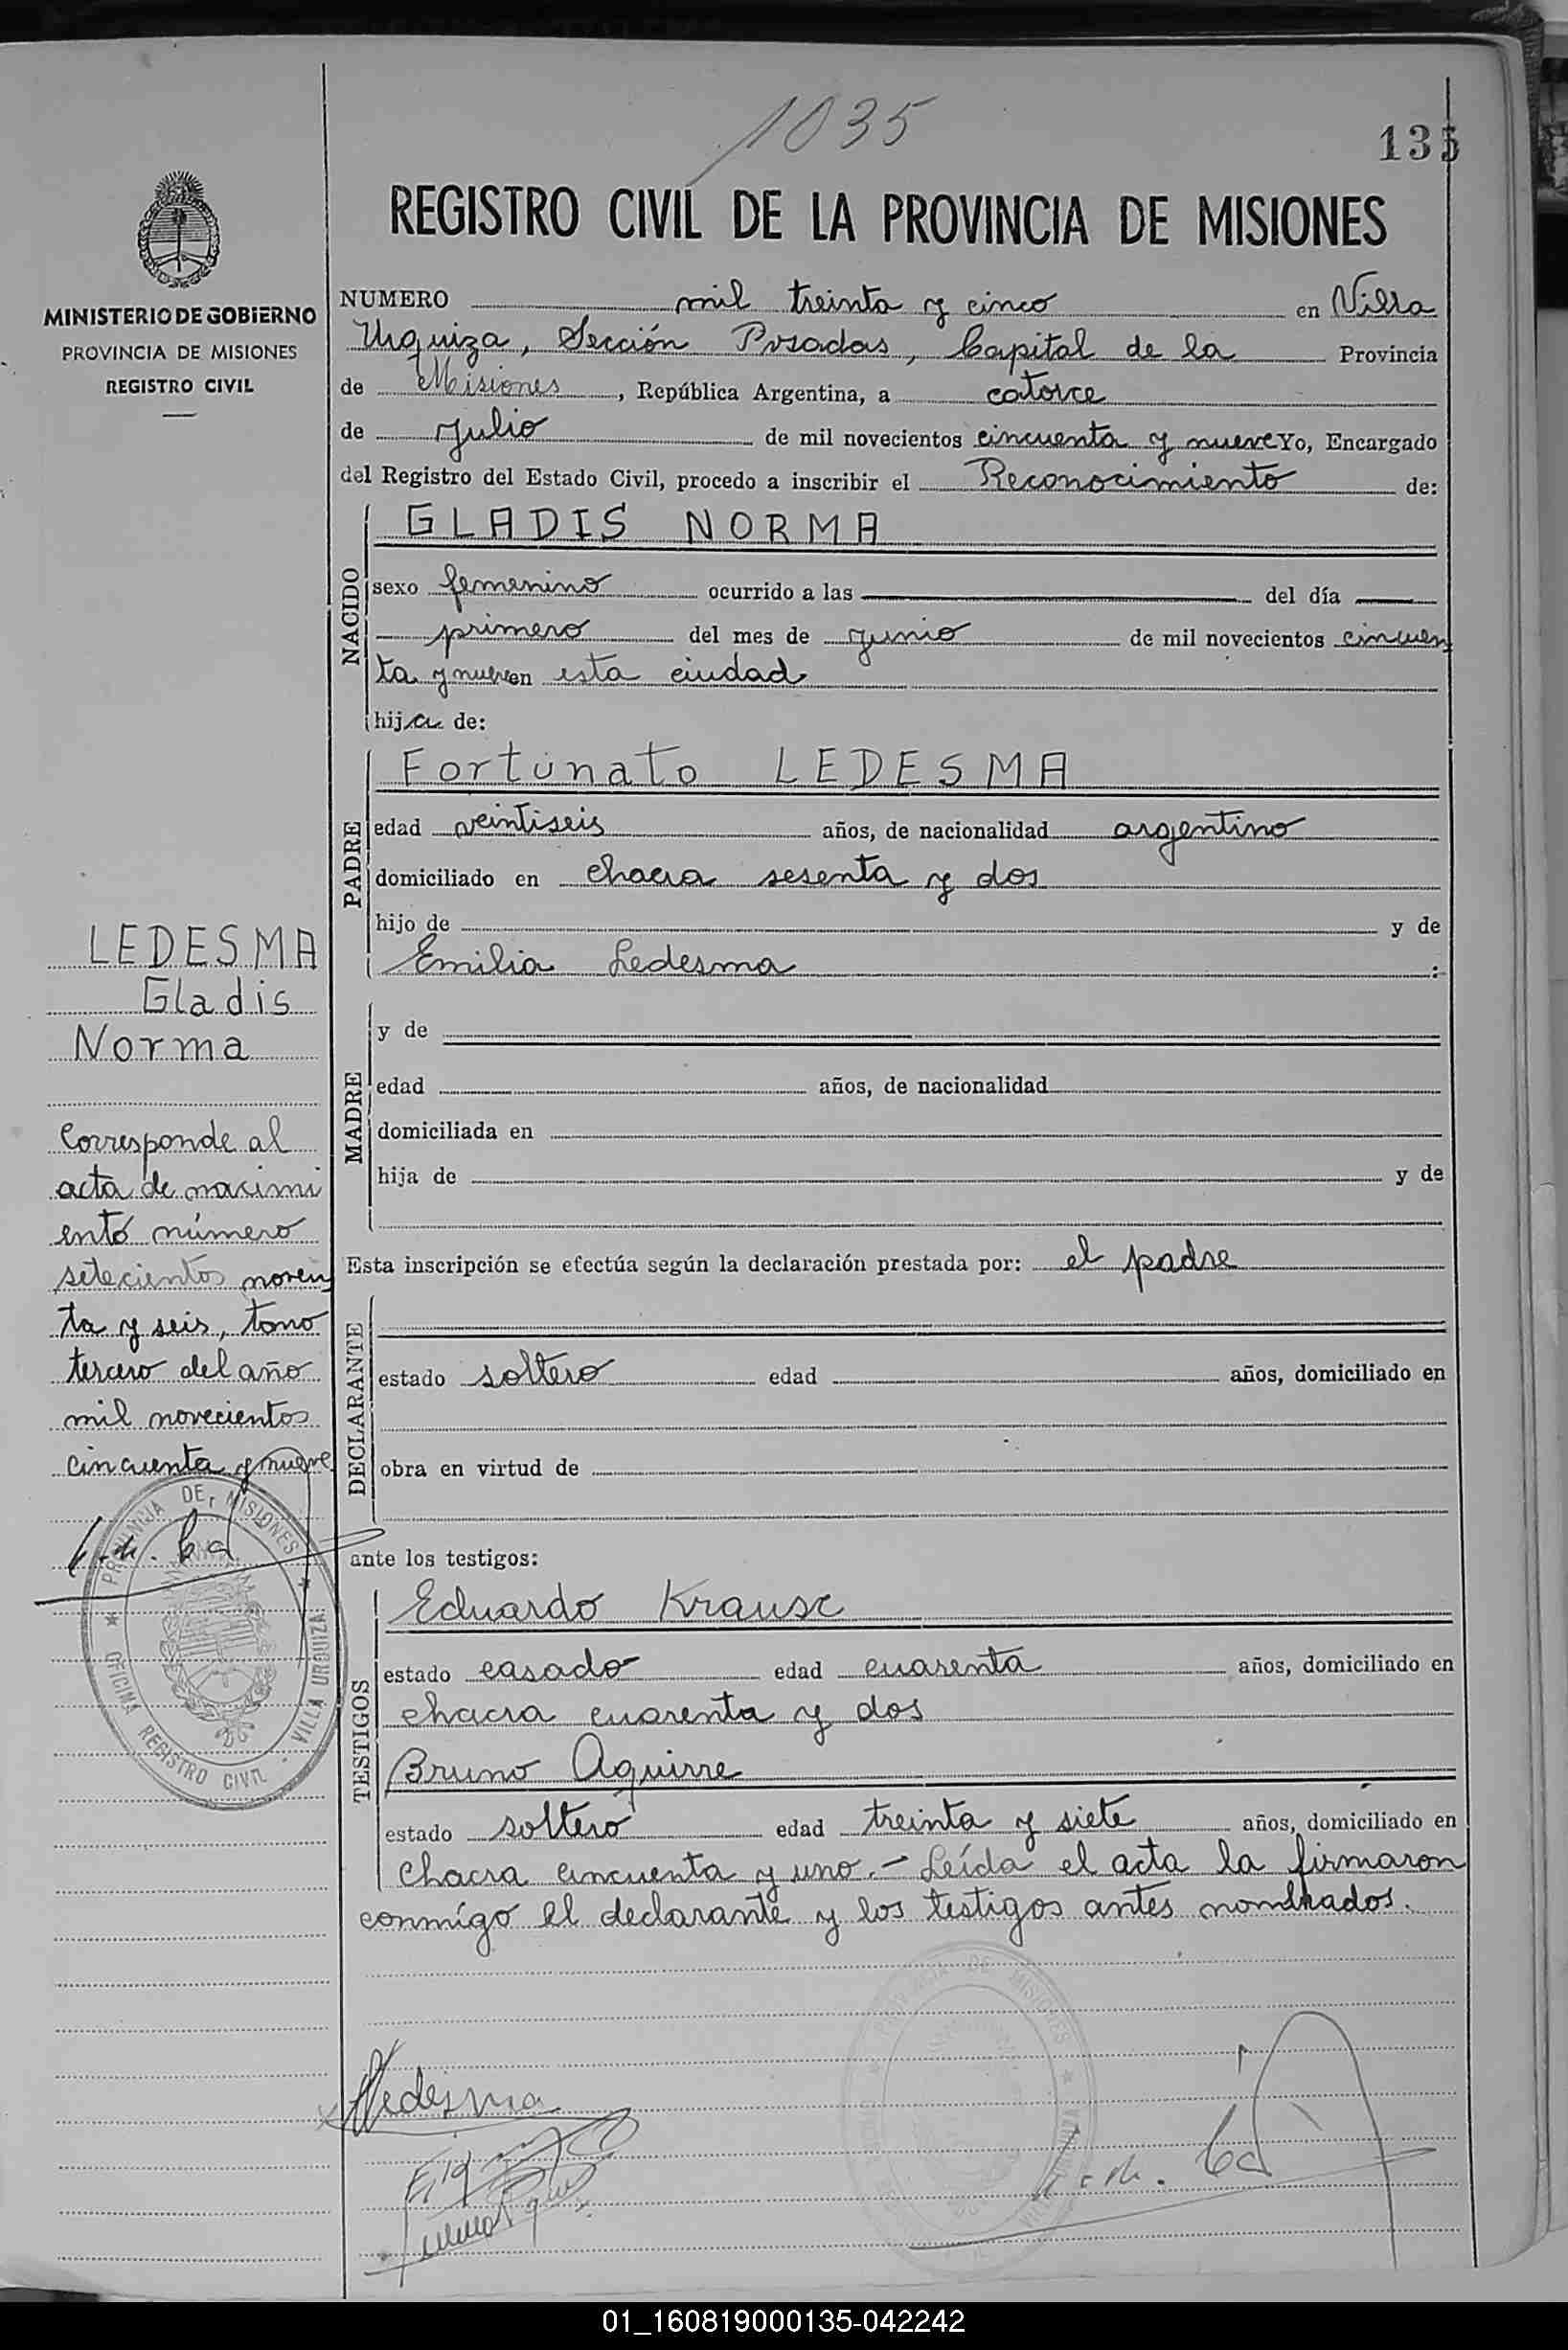 1035
135
REGISTRO CIVIL DE LA PROVINCIA DE MISIONES
MINISTERIO DE GOBIERNO
PROVINCIA DE MISIONES
REGISTRO CIVIL
NUMERO mil treinta y cinco en Villa
Urquiza, Sección Posadas, Capital de la Provincia
de Misiones, República Argentina, a catorce
de Julio de mil novecientos cincuenta y nueve Yo, Encargado
del Registro del Estado Civil, procedo a inscribir el Reconocimiento de:
NACIDO
GLADIS NORMA
sexo femenino ocurrido a las del día
primero del mes de junio de mil novecientos cincuen
ta y nueve en esta ciudad
hija de:
PADRE
Fortunato LEDESMA
edad veintiseis años, de nacionalidad argentino
domiciliado en chacra sesenta y dos
hijo de y de
Emilia Ledesma :
MADRE
y de
edad años, de nacionalidad
domiciliada en
hija de y de
Esta inscripción se efectúa según la declaración prestada por: el padre
DECLARANTE
estado soltero edad años, domiciliado en
obra en virtud de
ante los testigos:
TESTIGOS
Eduardo Krause
estado casado edad cuarenta años, domiciliado en
chacra cuarenta y dos
Bruno Aguirre
estado soltero edad treinta y siete años, domiciliado en
chacra cincuenta y uno.- Leída el acta la firmaron
conmigo el declarante y los testigos antes nombrados.
LEDESMA
Gladis
Norma
Corresponde al
acta de nacimi
ento número
setecientos noven
ta y seis, tomo
tercero del año
mil novecientos
cincuenta y nueve
PROVINCIA DE MISIONES
OFICINA REGISTRO CIVIL - VILLA URQUIZA
Ledesma
01_160819000135-042242